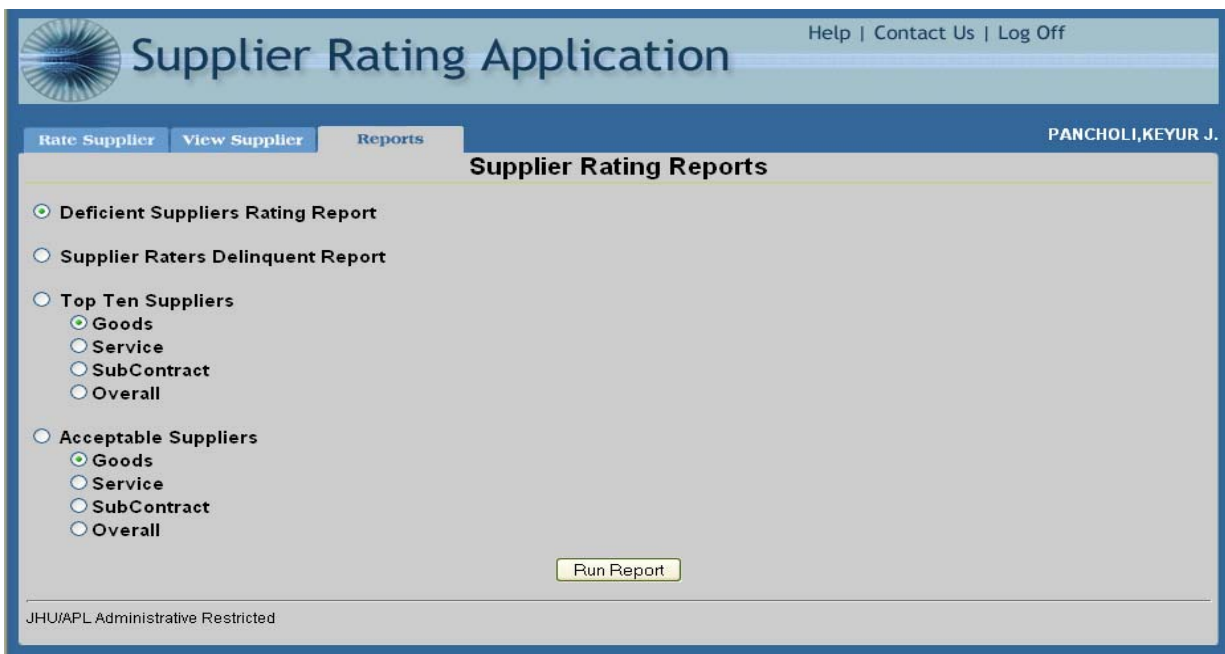 Supplier Rating Application
Help | Contact Us | Log Off
Rate Supplier View Supplier Reports
PANCHOLI,KEYUR J.
Supplier Rating Reports
Deficient Suppliers Rating Report
Supplier Raters Delinquent Report
Top Ten Suppliers
Goods
Service
SubContract
Overall
Acceptable Suppliers
Goods
Service
SubContract
Overall
Run Report
JHU/APL Administrative Restricted